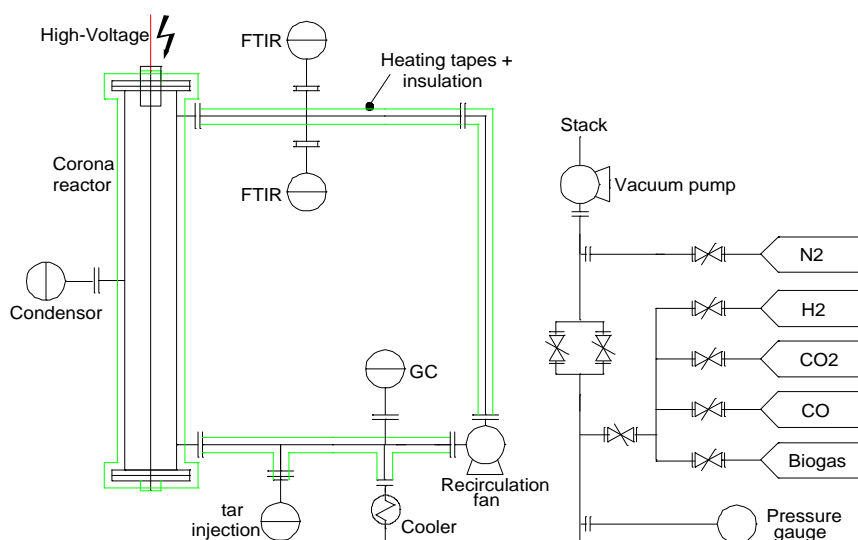 High-Voltage
FTIR
Heating tapes +
insulation
Corona
reactor
FTIR
Stack
Vacuum pump
N2
Condensor
H2
GC
CO2
CO
Biogas
Recirculation
fan
tar
injection
Cooler
Pressure
gauge